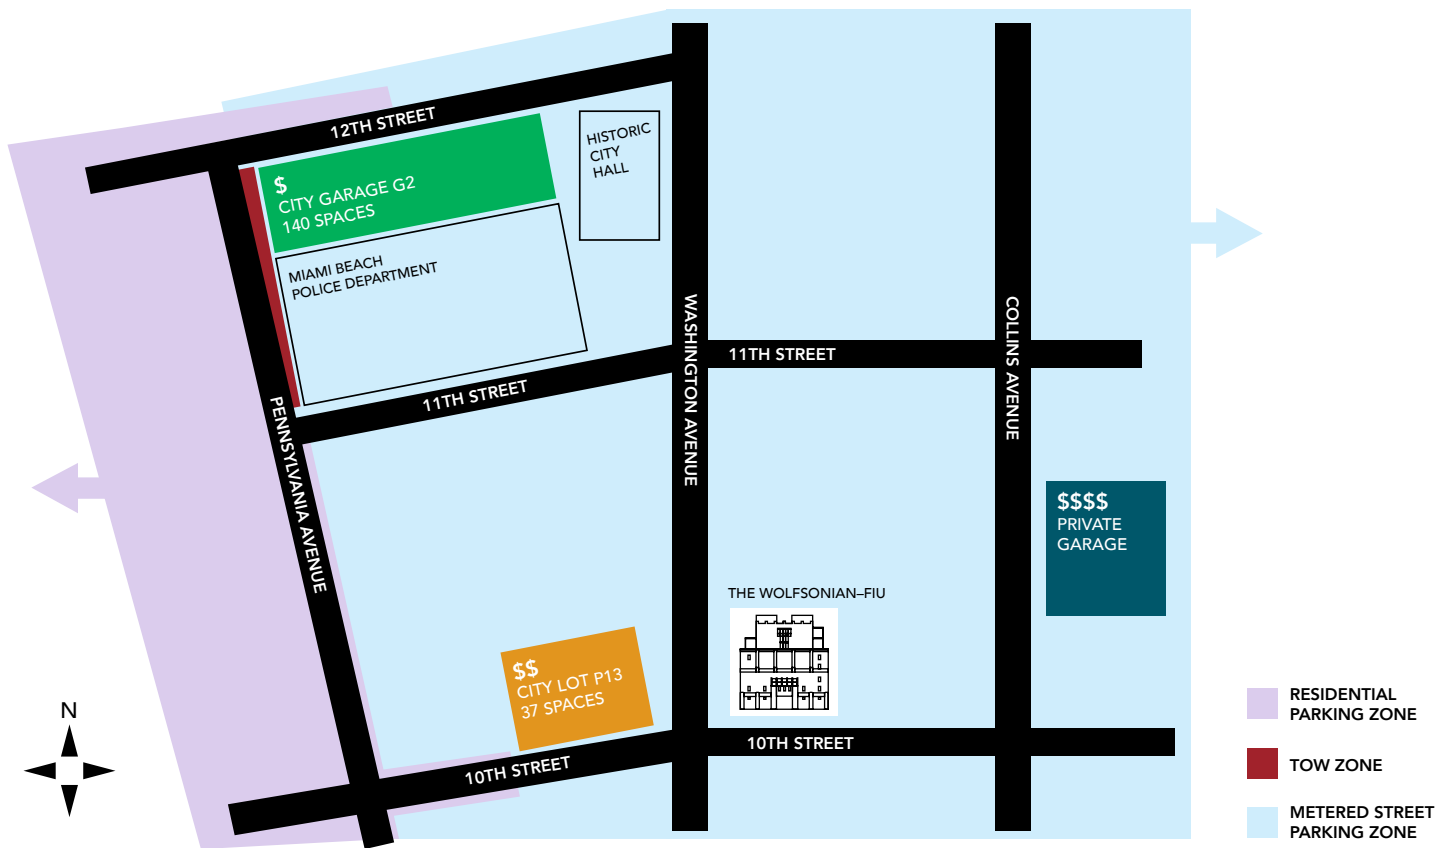 12TH STREET
HISTORIC
CITY
HALL
$
CITY GARAGE G2
140 SPACES
MIAMI BEACH
POLICE DEPARTMENT
WASHINGTON AVENUE
COLLINS AVENUE
11TH STREET
11TH STREET
PENNSYLVANIA AVENUE
$$$$
PRIVATE
GARAGE
THE WOLFSONIAN–FIU
$$
CITY LOT P13
37 SPACES
10TH STREET
10TH STREET
N
RESIDENTIAL
PARKING ZONE
TOW ZONE
METERED STREET
PARKING ZONE